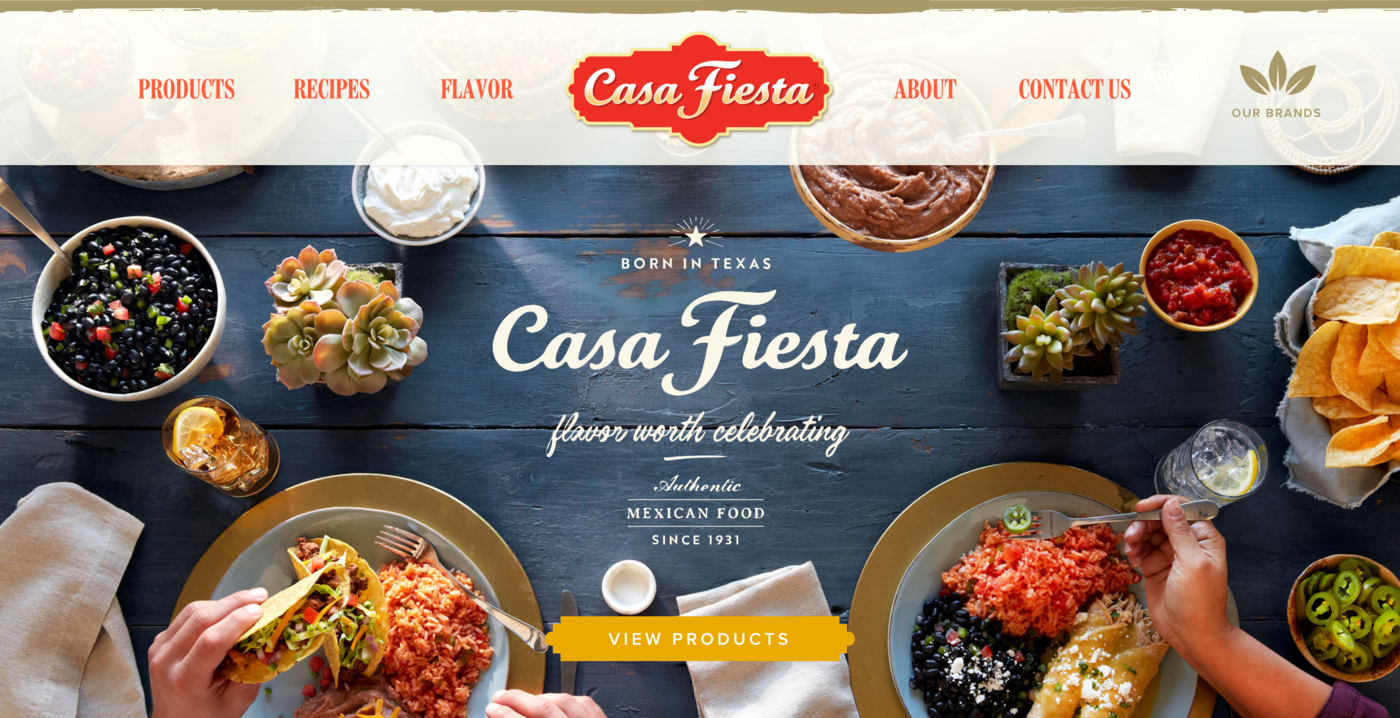 PRODUCTS
RECIPES
FLAVOR
Casa Fiesta
ABOUT
CONTACT US
OUR BRANDS
BORN IN TEXAS
Casa Fiesta
flavor worth celebrating
Authentic
MEXICAN FOOD
SINCE 1931
VIEW PRODUCTS